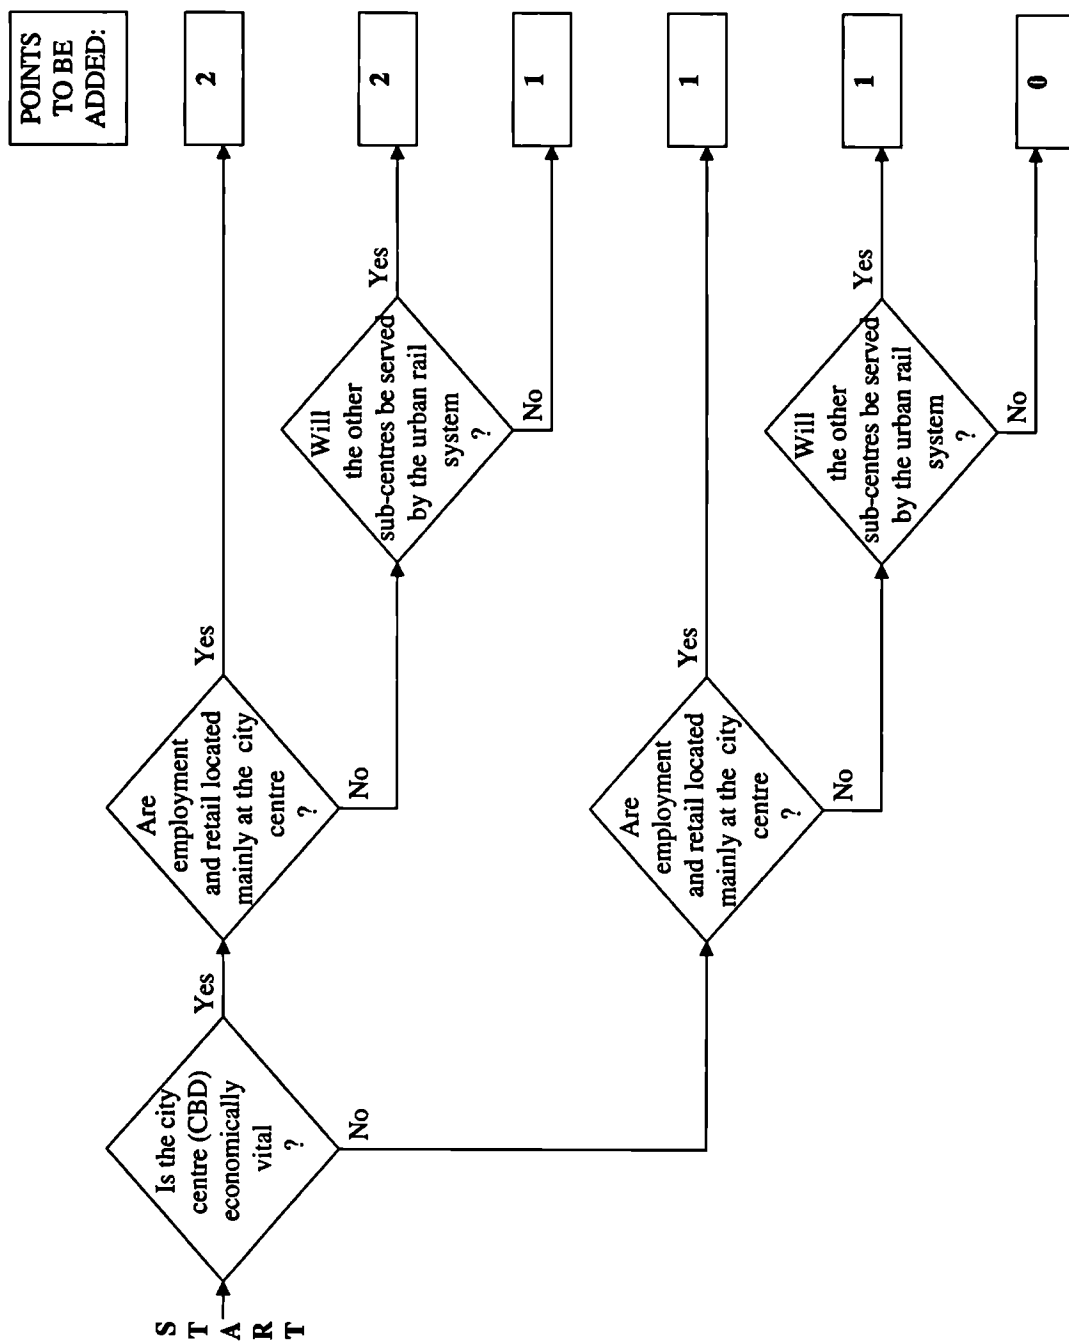 POINTS
TO BE
ADDED:
S
T
A
R
T
Is the city
centre (CBD)
economically
vital
?
Yes
No
Are
employment
and retail located
mainly at the city
centre
?
Yes
2
No
Will
the other
sub-centres be served
by the urban rail
system
?
Yes
2
No
1
Are
employment
and retail located
mainly at the city
centre
?
Yes
1
No
Will
the other
sub-centres be served
by the urban rail
system
?
Yes
1
No
0